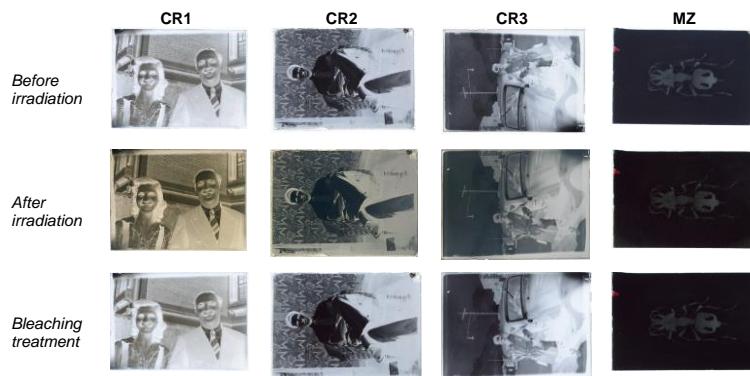 CR1 CR2 CR3 MZ
Before
irradiation
After
irradiation
Bleaching
treatment